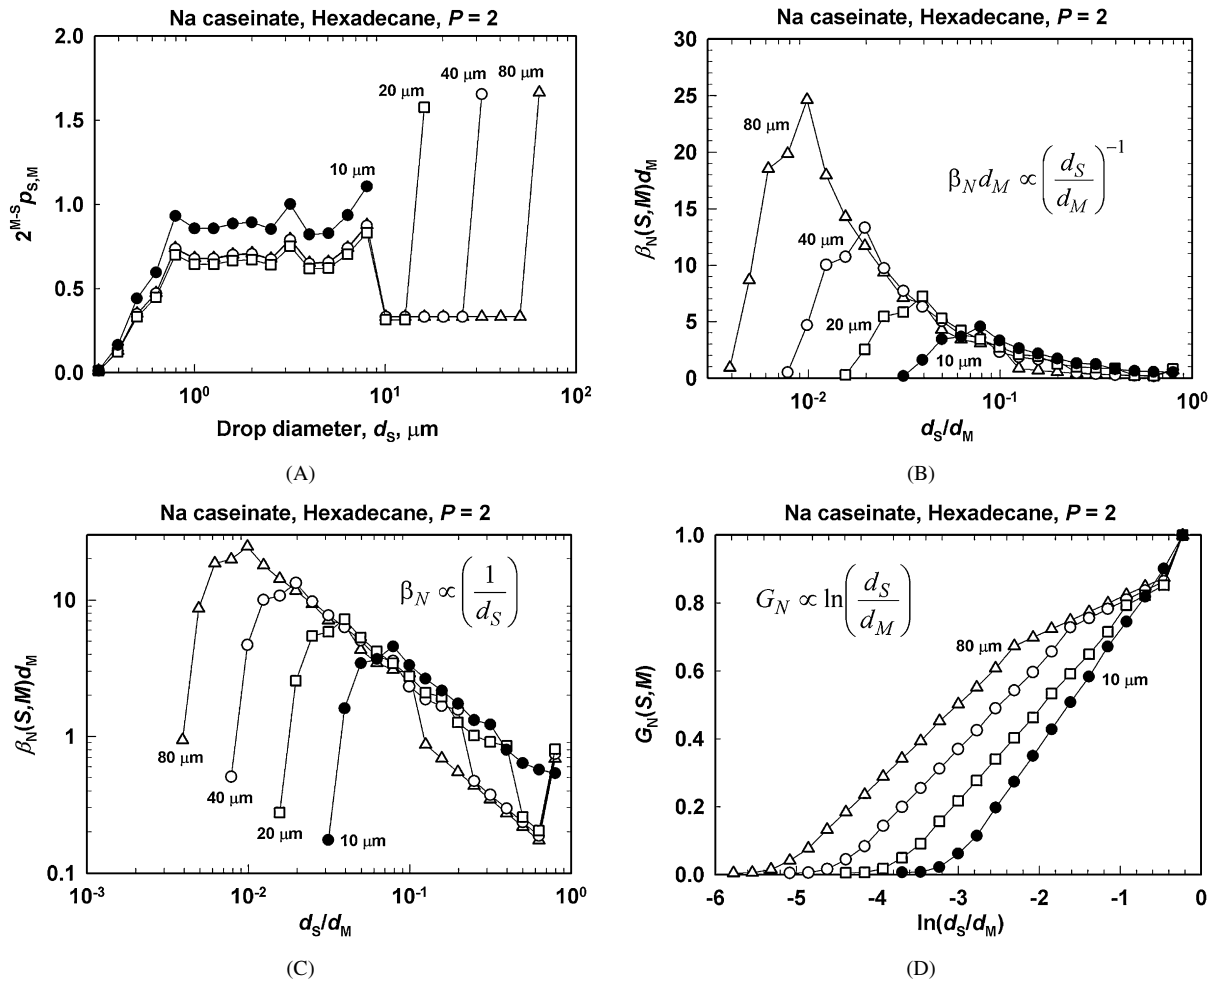 Na caseinate, Hexadecane, P = 2
2.0
1.5
1.0
0.5
0.0
2^{M-S}p_{S,M}
20 μm
40 μm
80 μm
10 μm
10^0
10^1
10^2
Drop diameter, d_S, μm
(A)
Na caseinate, Hexadecane, P = 2
30
25
20
15
10
5
0
β_N(S,M)d_M
80 μm
40 μm
20 μm
10 μm
β_N d_M ∝ (d_S/d_M)^{−1}
10^{-2}
10^{-1}
10^0
d_S/d_M
(B)
Na caseinate, Hexadecane, P = 2
10
1
0.1
β_N(S,M)d_M
β_N ∝ (1/d_S)
80 μm
40 μm
20 μm
10 μm
10^{-3}
10^{-2}
10^{-1}
10^0
d_S/d_M
(C)
Na caseinate, Hexadecane, P = 2
1.0
0.8
0.6
0.4
0.2
0.0
G_N(S,M)
G_N ∝ ln(d_S/d_M)
80 μm
10 μm
-6
-5
-4
-3
-2
-1
0
ln(d_S/d_M)
(D)